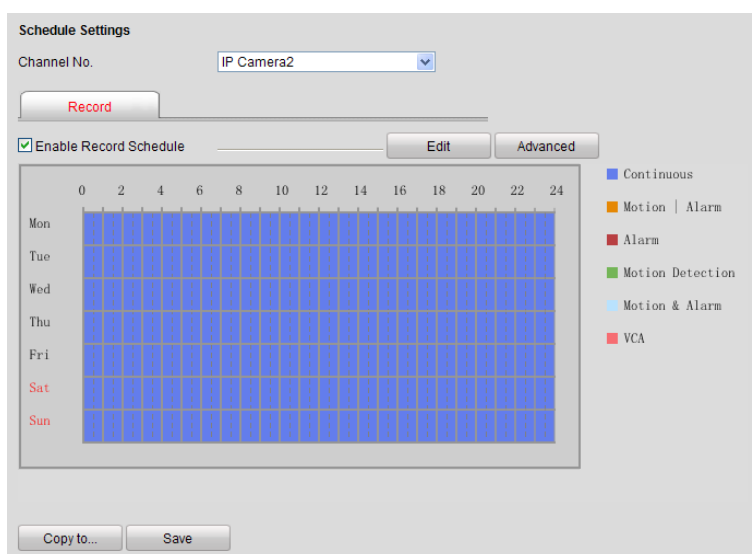 Schedule Settings
Channel No. IP Camera2
Record
Enable Record Schedule Edit Advanced
0 2 4 6 8 10 12 14 16 18 20 22 24
Mon
Tue
Wed
Thu
Fri
Sat
Sun
Continuous
Motion | Alarm
Alarm
Motion Detection
Motion & Alarm
VCA
Copy to... Save